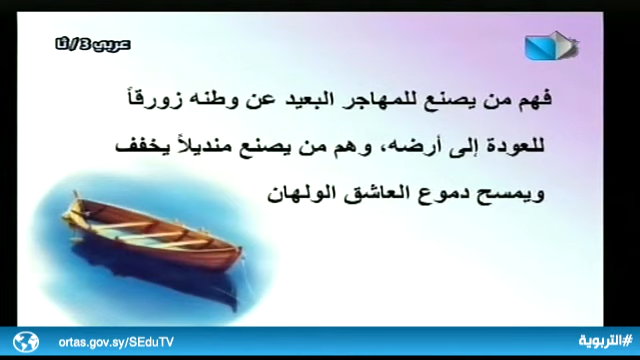 عربي 3/ثا
فهم من يصنع للمهاجر البعيد عن وطنه زورقاً
للعودة إلى أرضه، وهم من يصنع منديلاً يخفف
ويمسح دموع العاشق الولهان
ortas.gov.sy/SEduTV
#التربوية